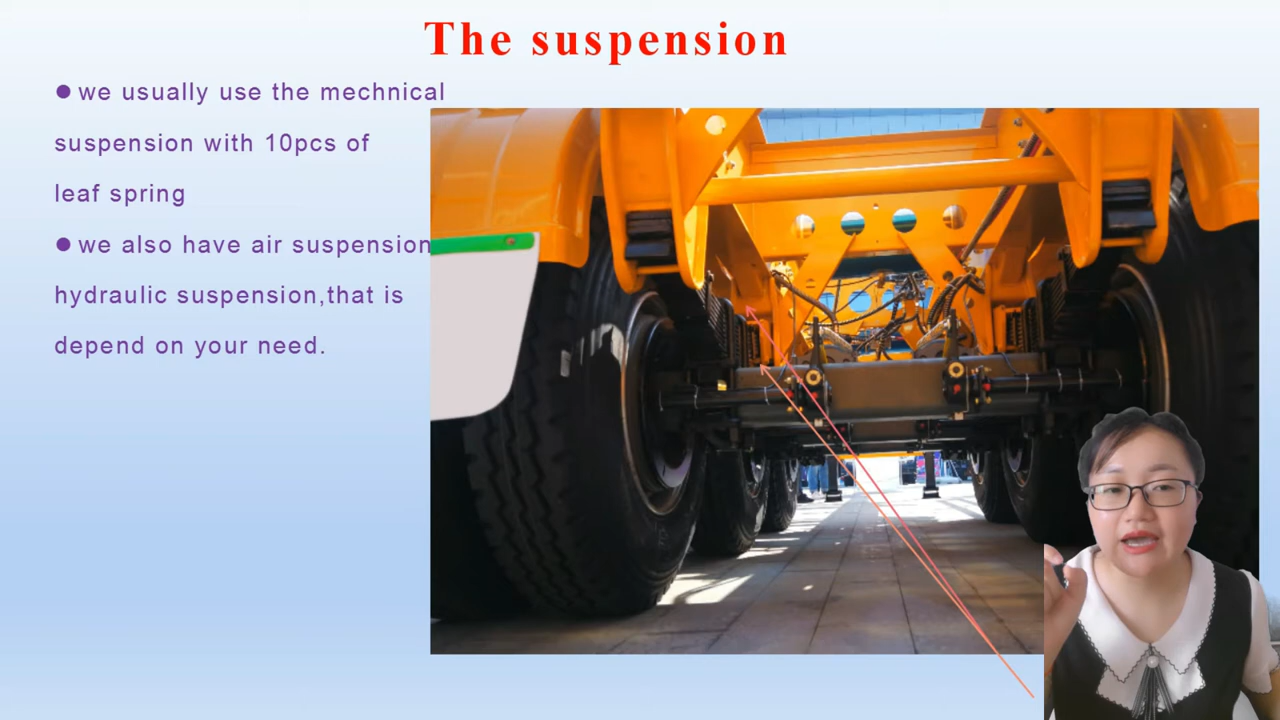 The suspension
●we usually use the mechnical
suspension with 10pcs of
leaf spring
●we also have air suspension
hydraulic suspension,that is
depend on your need.